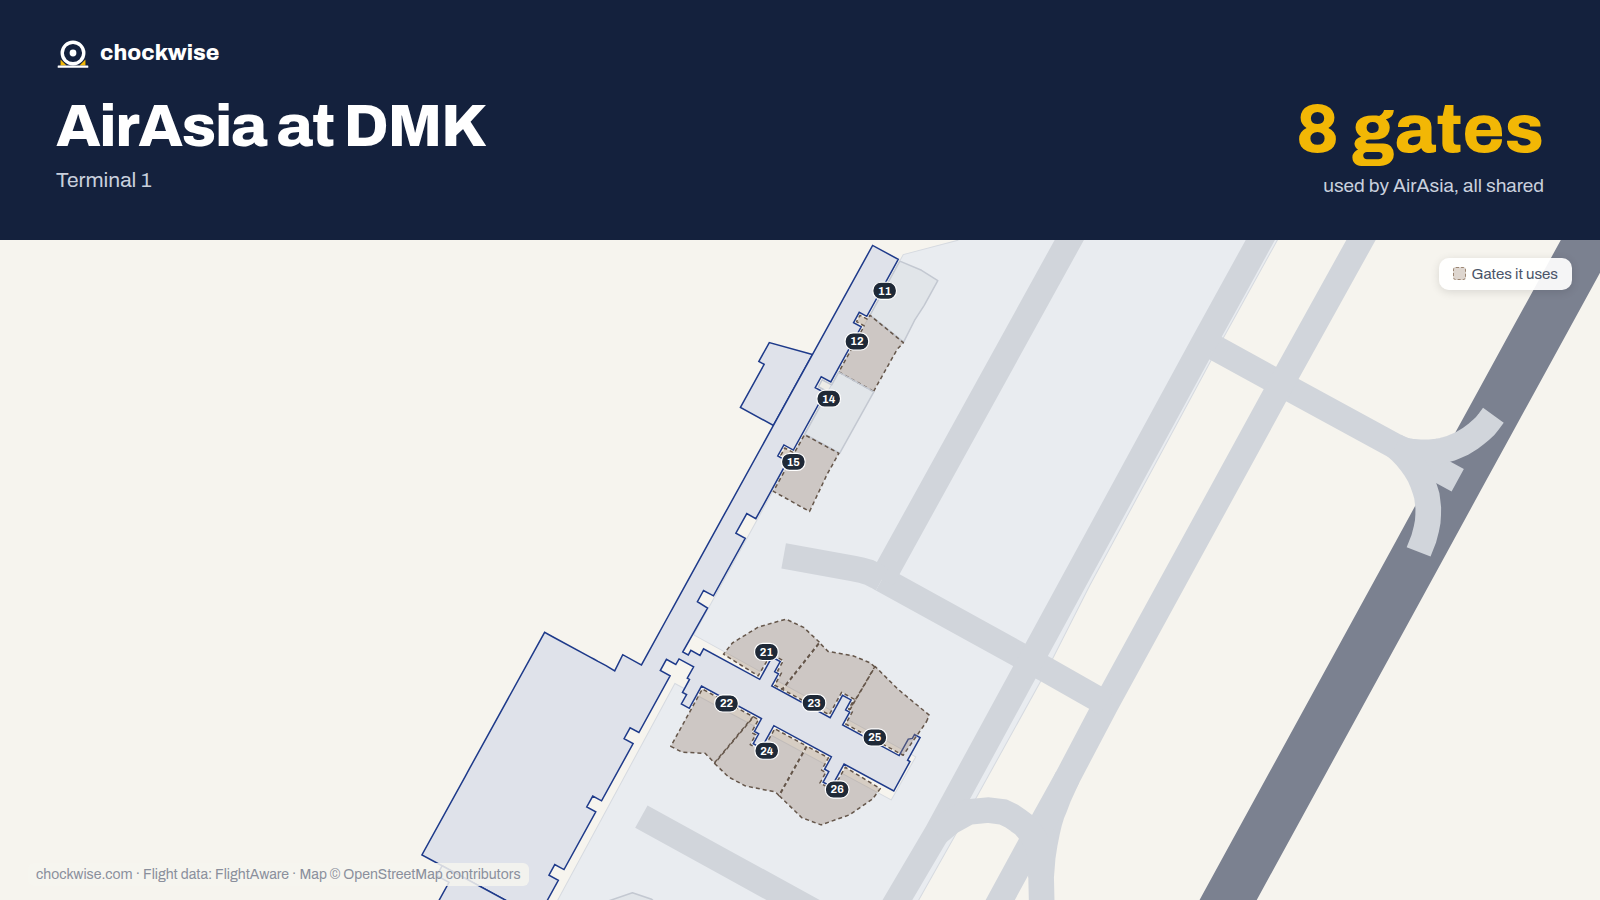 chockwise
AirAsia at DMK
Terminal 1
8 gates
used by AirAsia, all shared
Gates it uses
11
12
14
15
21
22
23
24
25
26
chockwise.com · Flight data: FlightAware · Map © OpenStreetMap contributors